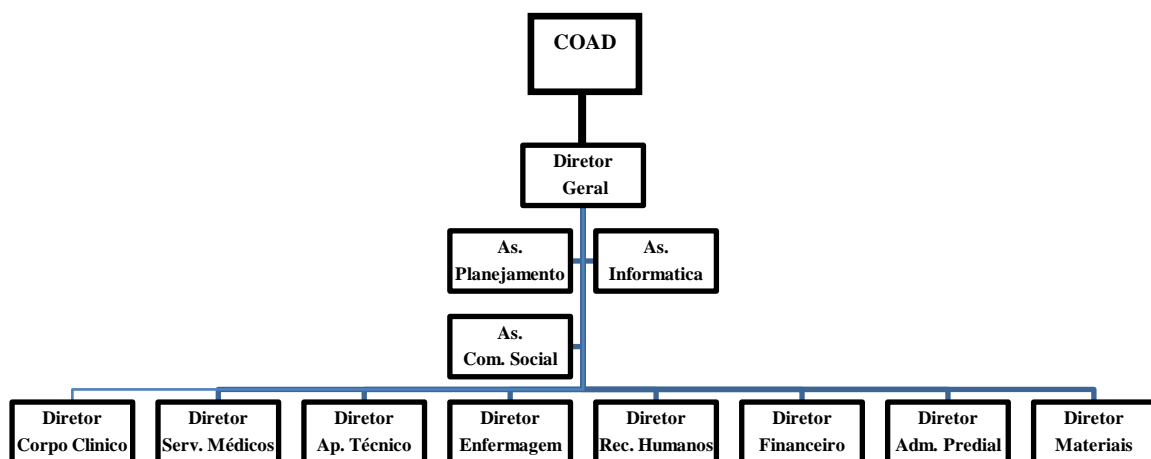 COAD
Diretor
Geral
As.
Planejamento
As.
Informatica
As.
Com. Social
Diretor
Corpo Clinico
Diretor
Serv. Médicos
Diretor
Ap. Técnico
Diretor
Enfermagem
Diretor
Rec. Humanos
Diretor
Financeiro
Diretor
Adm. Predial
Diretor
Materiais